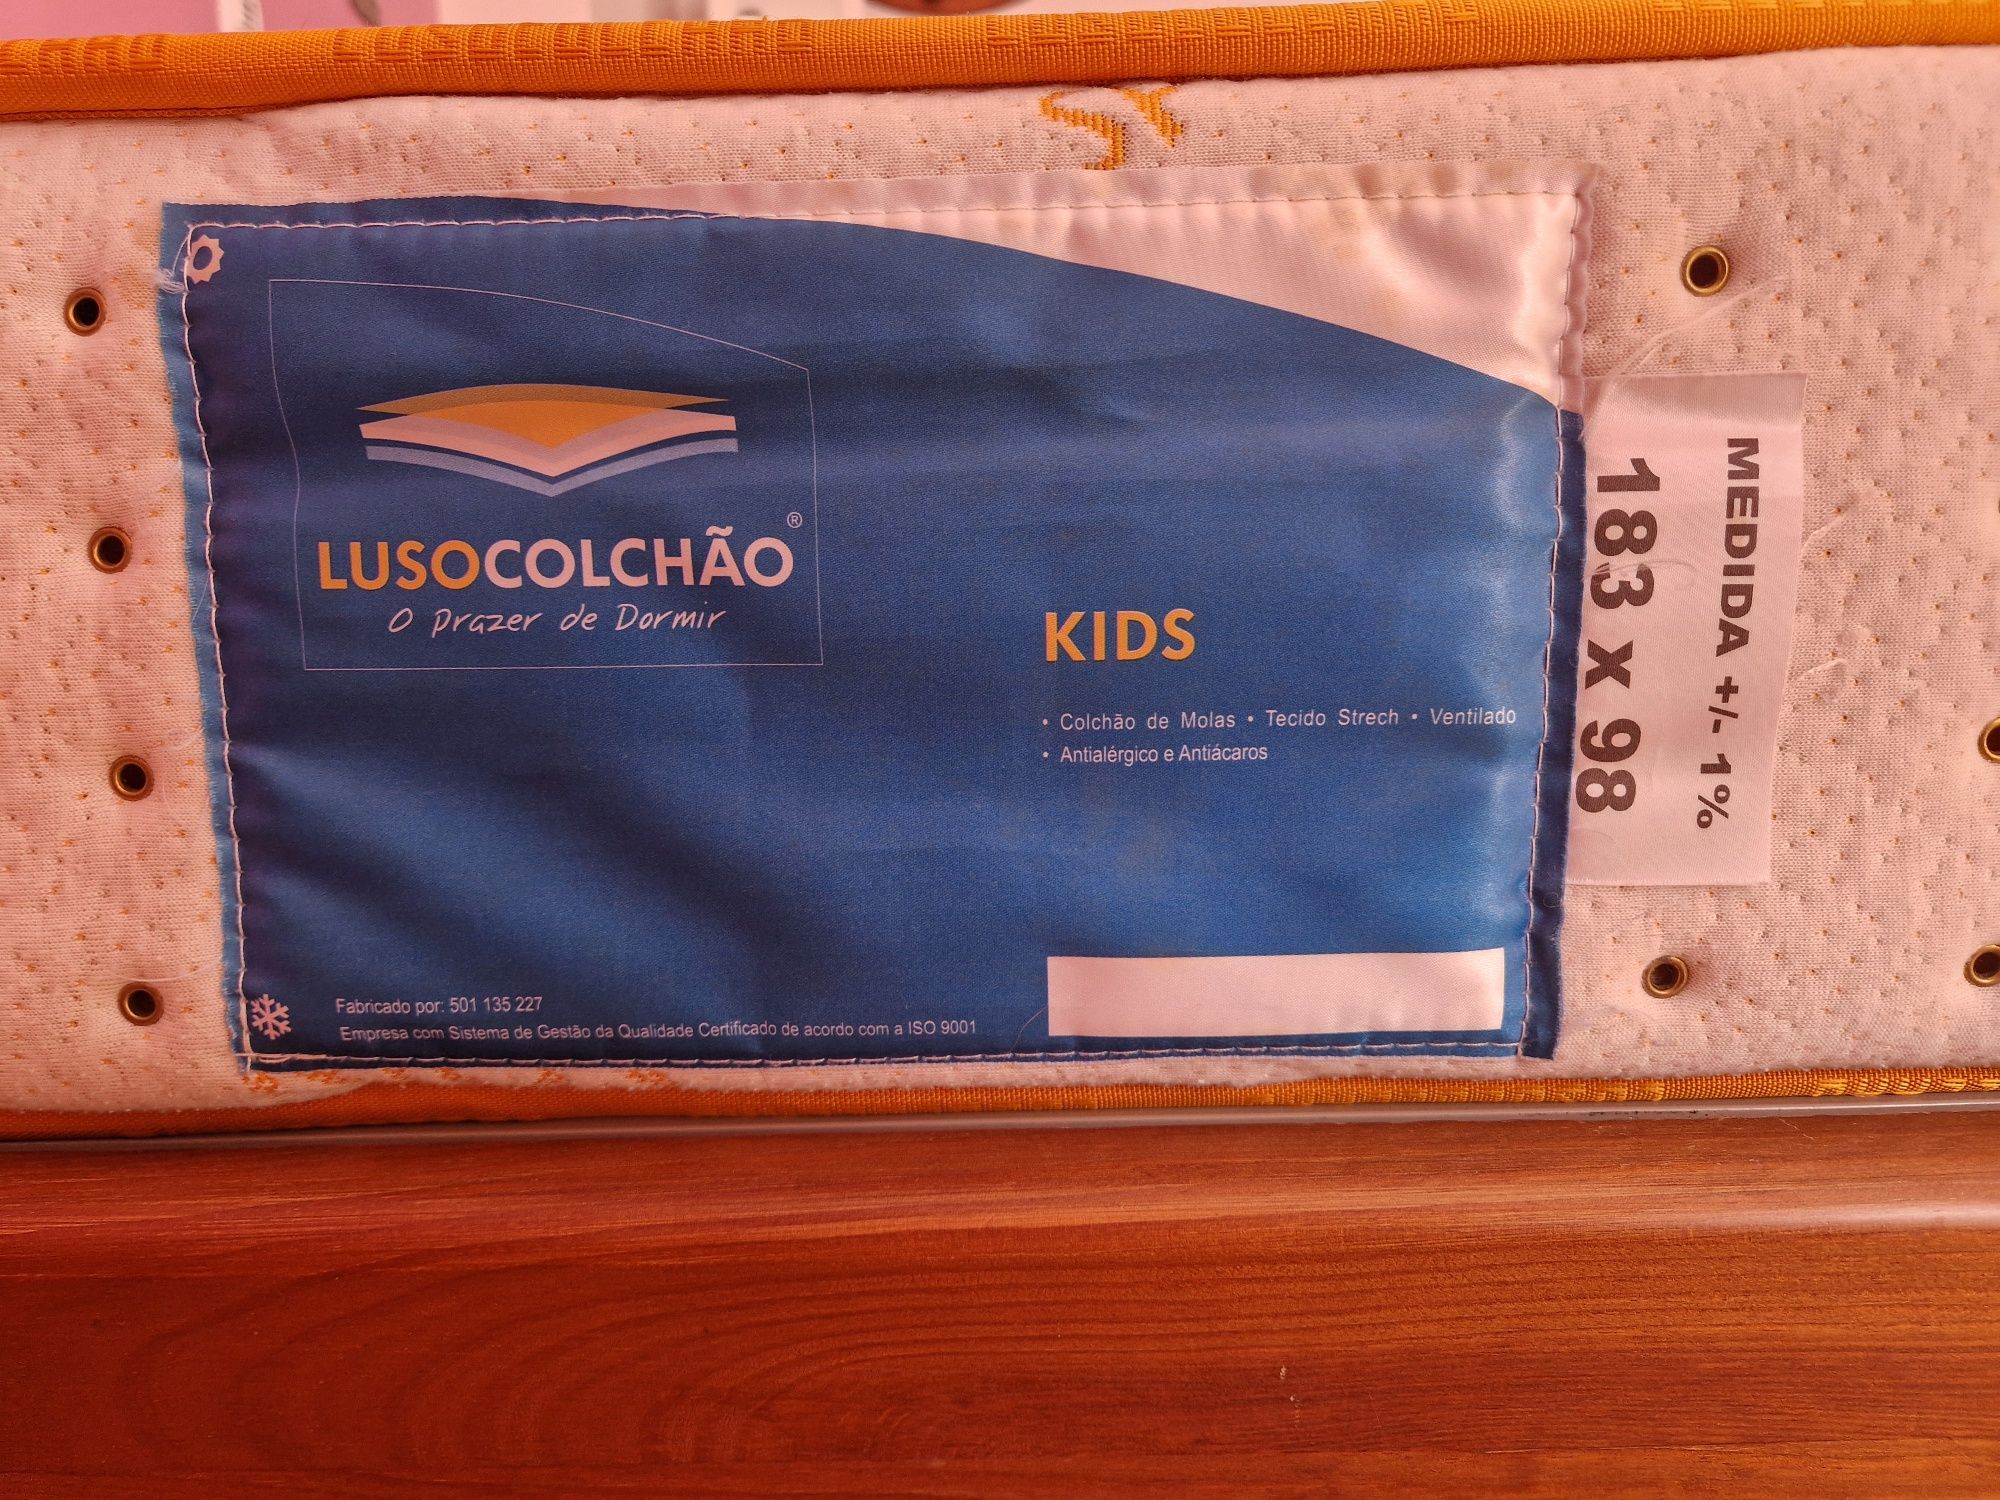 LUSOCOLCHÃO®
O Prazer de Dormir
KIDS
• Colchão de Molas • Tecido Strech • Ventilado
• Antialérgico e Antiácaros
Fabricado por: 501 135 227
Empresa com Sistema de Gestão da Qualidade Certificado de acordo com a ISO 9001
MEDIDA +/- 1%
183 x 98